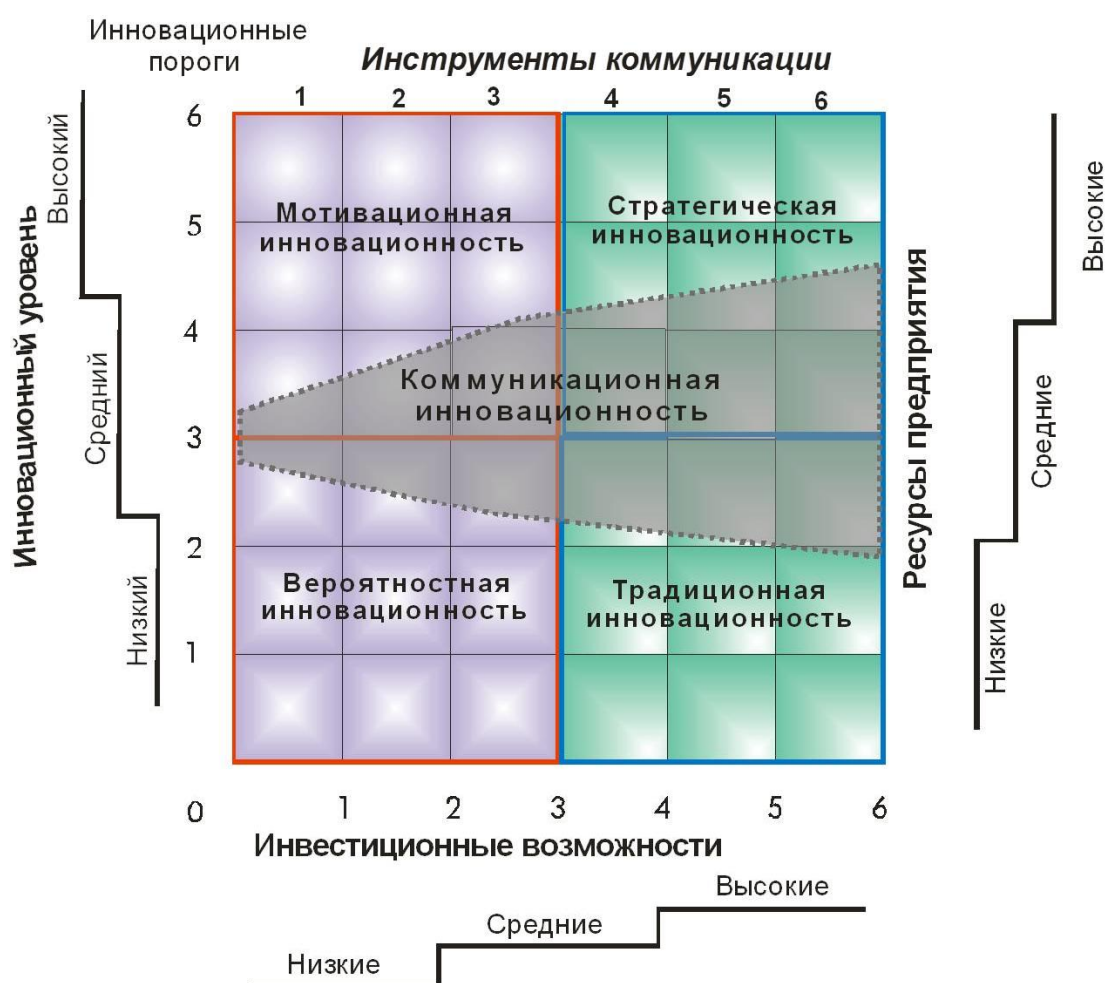 Инновационные
пороги
Инструменты коммуникации
1 2 3 4 5 6
6
5
4
3
2
1
0
Инновационный уровень
Высокий
Средний
Низкий
Мотивационная
инновационность
Стратегическая
инновационность
Коммуникационная
инновационность
Вероятностная
инновационность
Традиционная
инновационность
Ресурсы предприятия
Высокие
Средние
Низкие
1 2 3 4 5 6
Инвестиционные возможности
Высокие
Средние
Низкие